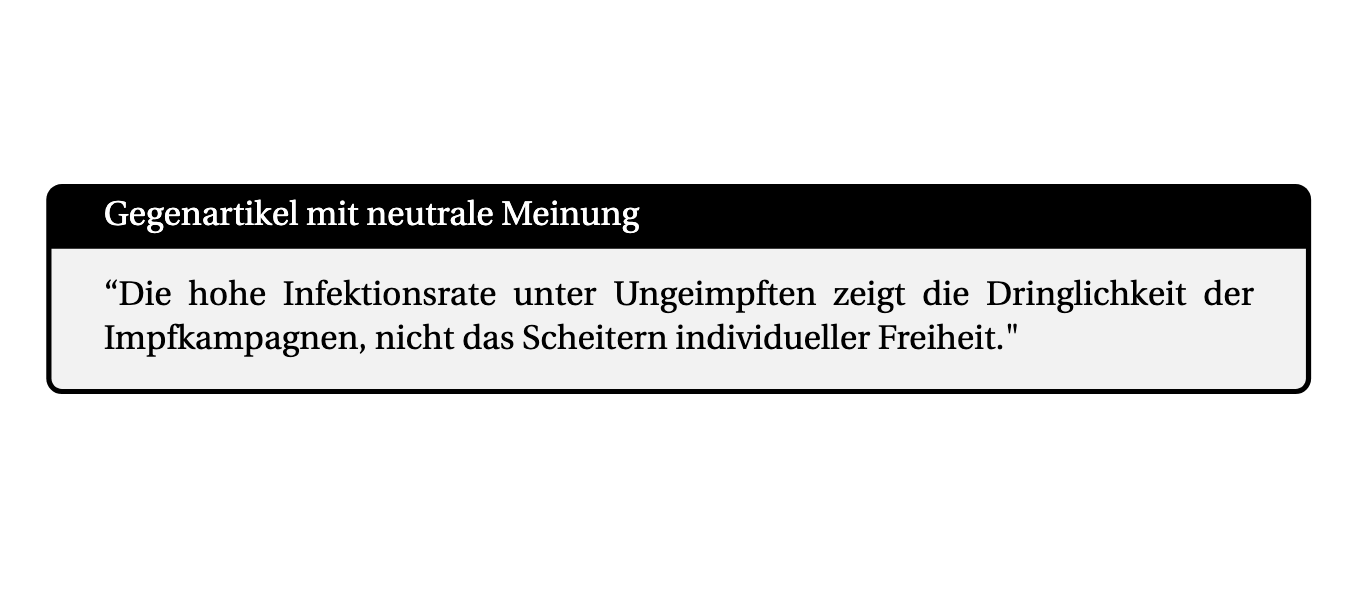 Gegenartikel mit neutrale Meinung
“Die hohe Infektionsrate unter Ungeimpften zeigt die Dringlichkeit der
Impfkampagnen, nicht das Scheitern individueller Freiheit."